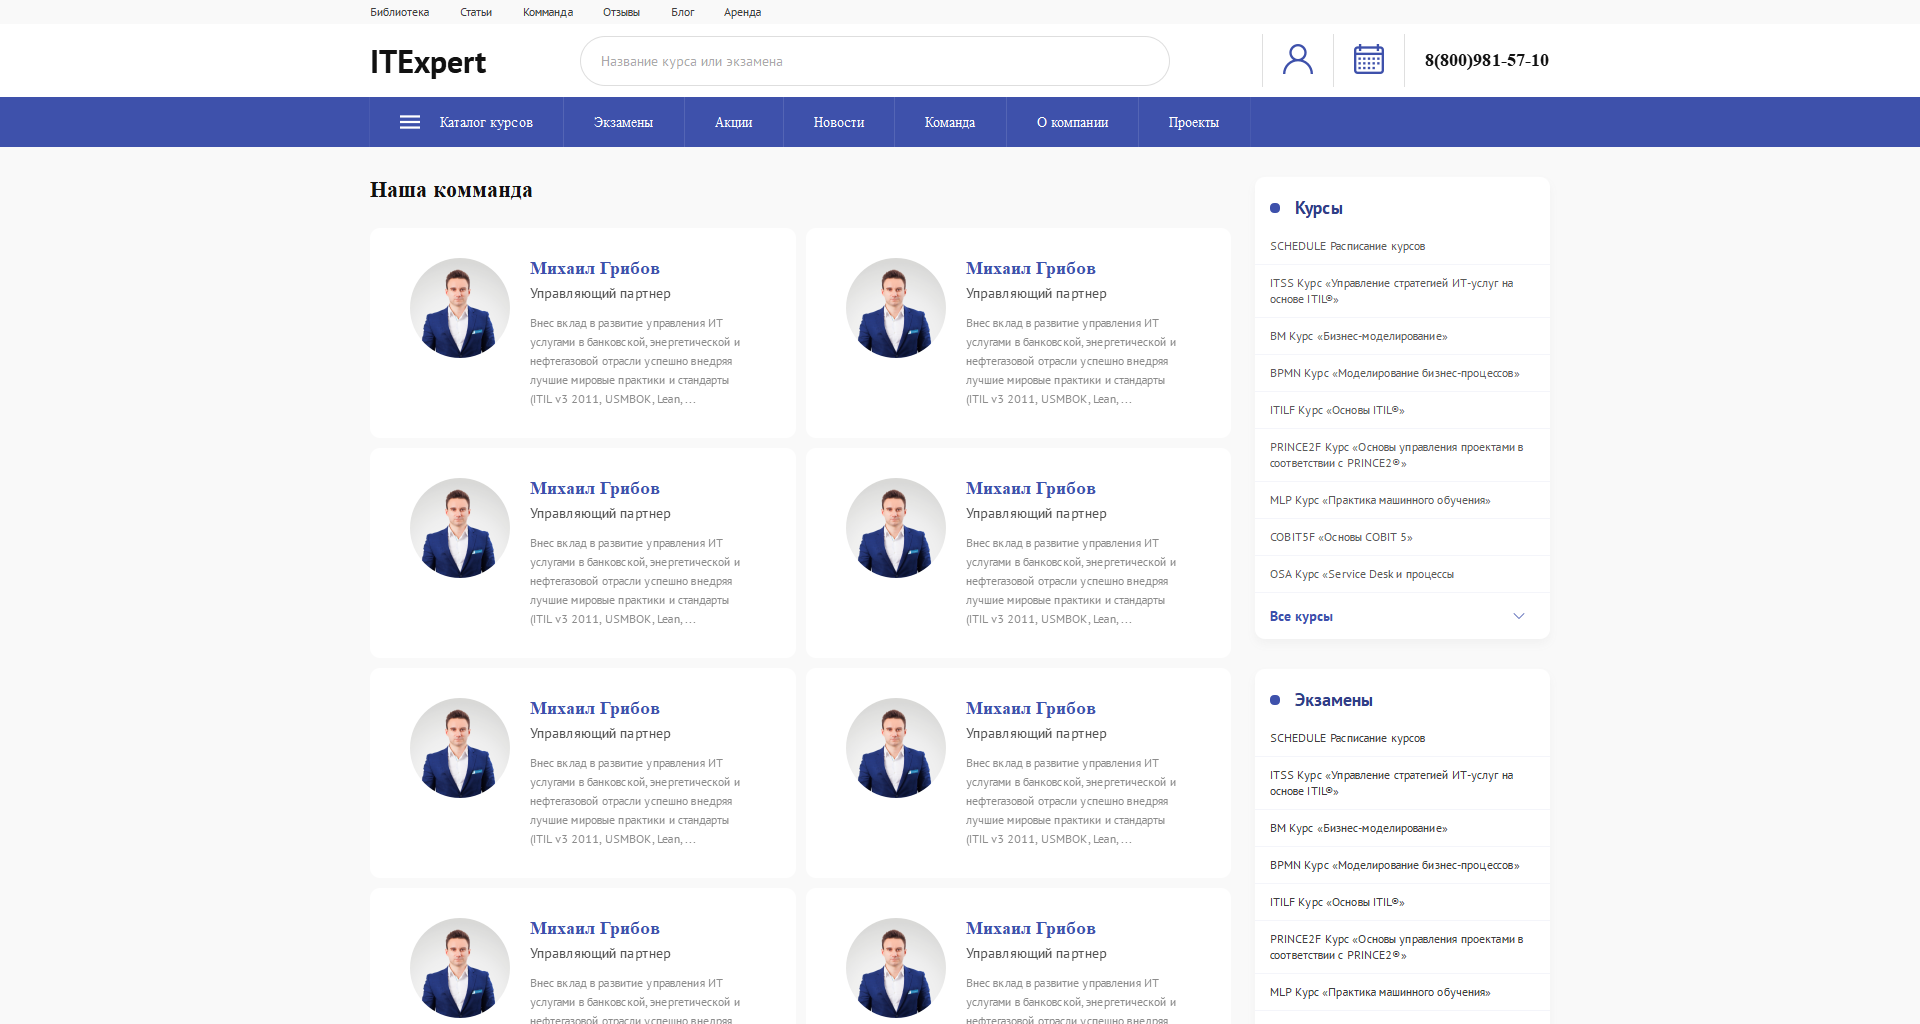 Библиотека Статьи Комманда Отзывы Блог Аренда
ITExpert
Название курса или экзамена
8(800)981-57-10
Каталог курсов Экзамены Акции Новости Команда О компании Проекты
Наша комманда
Михаил Грибов
Управляющий партнер
Внес вклад в развитие управления ИТ
услугами в банковской, энергетической и
нефтегазовой отрасли успешно внедряя
лучшие мировые практики и стандарты
(ITIL v3 2011, USMBOK, Lean, ...
Михаил Грибов
Управляющий партнер
Внес вклад в развитие управления ИТ
услугами в банковской, энергетической и
нефтегазовой отрасли успешно внедряя
лучшие мировые практики и стандарты
(ITIL v3 2011, USMBOK, Lean, ...
Михаил Грибов
Управляющий партнер
Внес вклад в развитие управления ИТ
услугами в банковской, энергетической и
нефтегазовой отрасли успешно внедряя
лучшие мировые практики и стандарты
(ITIL v3 2011, USMBOK, Lean, ...
Михаил Грибов
Управляющий партнер
Внес вклад в развитие управления ИТ
услугами в банковской, энергетической и
нефтегазовой отрасли успешно внедряя
лучшие мировые практики и стандарты
(ITIL v3 2011, USMBOK, Lean, ...
Михаил Грибов
Управляющий партнер
Внес вклад в развитие управления ИТ
услугами в банковской, энергетической и
нефтегазовой отрасли успешно внедряя
лучшие мировые практики и стандарты
(ITIL v3 2011, USMBOK, Lean, ...
Михаил Грибов
Управляющий партнер
Внес вклад в развитие управления ИТ
услугами в банковской, энергетической и
нефтегазовой отрасли успешно внедряя
лучшие мировые практики и стандарты
(ITIL v3 2011, USMBOK, Lean, ...
Михаил Грибов
Управляющий партнер
Внес вклад в развитие управления ИТ
услугами в банковской, энергетической и
нефтегазовой отрасли успешно внедряя
Михаил Грибов
Управляющий партнер
Внес вклад в развитие управления ИТ
услугами в банковской, энергетической и
нефтегазовой отрасли успешно внедряя
Курсы
SCHEDULE Расписание курсов
ITSS Курс «Управление стратегией ИТ-услуг на
основе ITIL®»
BM Курс «Бизнес-моделирование»
BPMN Курс «Моделирование бизнес-процессов»
ITILF Курс «Основы ITIL®»
PRINCE2F Курс «Основы управления проектами в
соответствии с PRINCE2®»
MLP Курс «Практика машинного обучения»
COBIT5F «Основы COBIT 5»
OSA Курс «Service Desk и процессы
Все курсы
Экзамены
SCHEDULE Расписание курсов
ITSS Курс «Управление стратегией ИТ-услуг на
основе ITIL®»
BM Курс «Бизнес-моделирование»
BPMN Курс «Моделирование бизнес-процессов»
ITILF Курс «Основы ITIL®»
PRINCE2F Курс «Основы управления проектами в
соответствии с PRINCE2®»
MLP Курс «Практика машинного обучения»